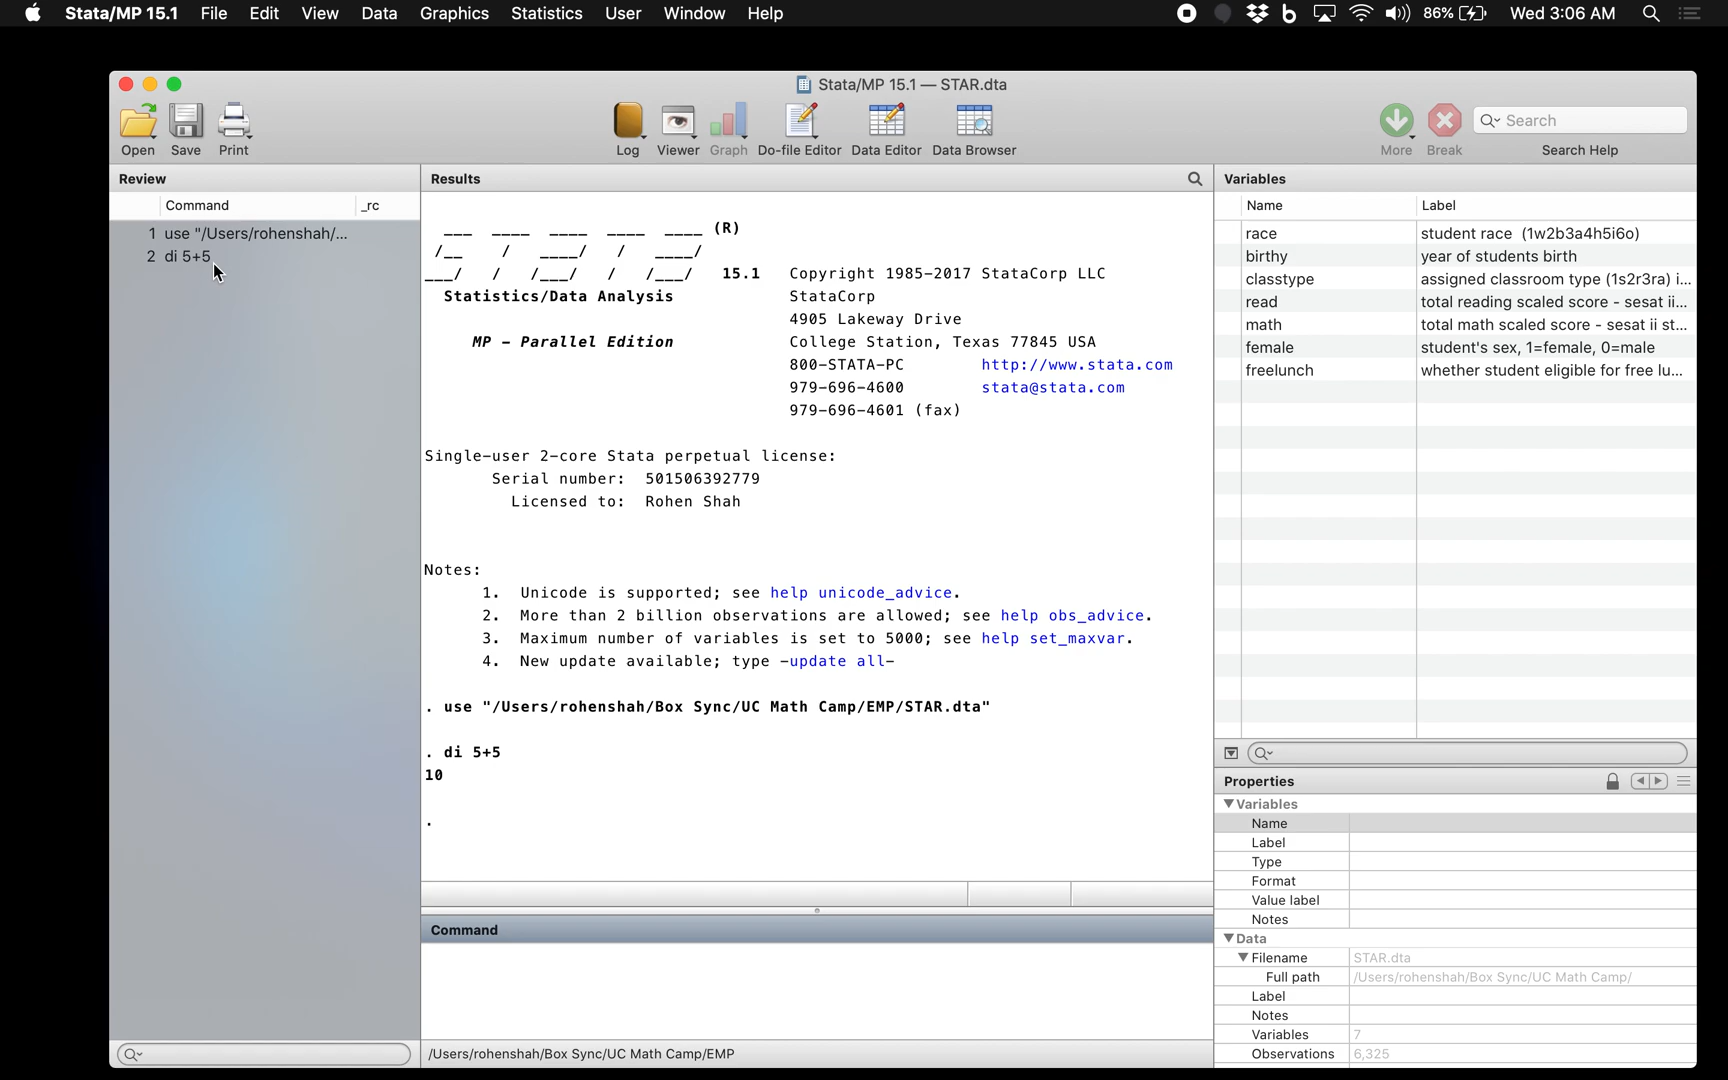 Stata/MP 15.1 File Edit View Data Graphics Statistics User Window Help 86% Wed 3:06 AM
Stata/MP 15.1 — STAR.dta
Open Save Print Log Viewer Graph Do-file Editor Data Editor Data Browser More Break Search
Search Help
Review
Command _rc
1 use "/Users/rohenshah/...
2 di 5+5
Results
(R)
15.1 Copyright 1985-2017 StataCorp LLC
Statistics/Data Analysis StataCorp
4905 Lakeway Drive
MP - Parallel Edition College Station, Texas 77845 USA
800-STATA-PC http://www.stata.com
979-696-4600 stata@stata.com
979-696-4601 (fax)
Single-user 2-core Stata perpetual license:
Serial number: 501506392779
Licensed to: Rohen Shah
Notes:
1. Unicode is supported; see help unicode_advice.
2. More than 2 billion observations are allowed; see help obs_advice.
3. Maximum number of variables is set to 5000; see help set_maxvar.
4. New update available; type -update all-
. use "/Users/rohenshah/Box Sync/UC Math Camp/EMP/STAR.dta"
. di 5+5
10
.
Command
/Users/rohenshah/Box Sync/UC Math Camp/EMP
Variables
Name Label
race student race (1w2b3a4h5i6o)
birthy year of students birth
classtype assigned classroom type (1s2r3ra) i...
read total reading scaled score - sesat ii...
math total math scaled score - sesat ii st...
female student's sex, 1=female, 0=male
freelunch whether student eligible for free lu...
Properties
Variables
Name
Label
Type
Format
Value label
Notes
Data
Filename STAR.dta
Full path /Users/rohenshah/Box Sync/UC Math Camp/
Label
Notes
Variables 7
Observations 6,325